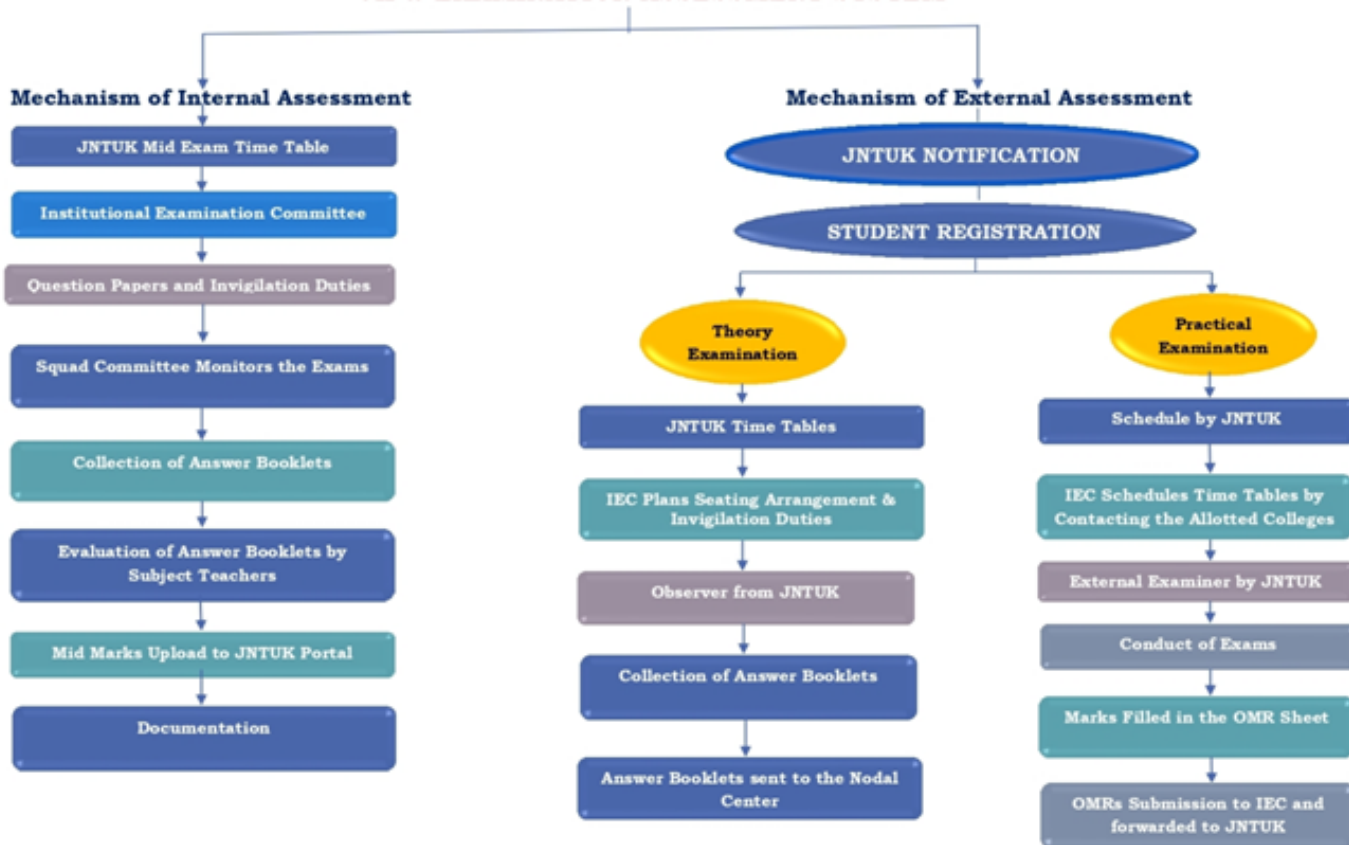 Mechanism of Internal Assessment
JNTUK Mid Exam Time Table
Institutional Examination Committee
Question Papers and Invigilation Duties
Squad Committee Monitors the Exams
Collection of Answer Booklets
Evaluation of Answer Booklets by
Subject Teachers
Mid Marks Upload to JNTUK Portal
Documentation
Mechanism of External Assessment
JNTUK NOTIFICATION
STUDENT REGISTRATION
Theory
Examination
JNTUK Time Tables
IEC Plans Seating Arrangement &
Invigilation Duties
Observer from JNTUK
Collection of Answer Booklets
Answer Booklets sent to the Nodal
Center
Practical
Examination
Schedule by JNTUK
IEC Schedules Time Tables by
Contacting the Allotted Colleges
External Examiner by JNTUK
Conduct of Exams
Marks Filled in the OMR Sheet
OMRs Submission to IEC and
forwarded to JNTUK